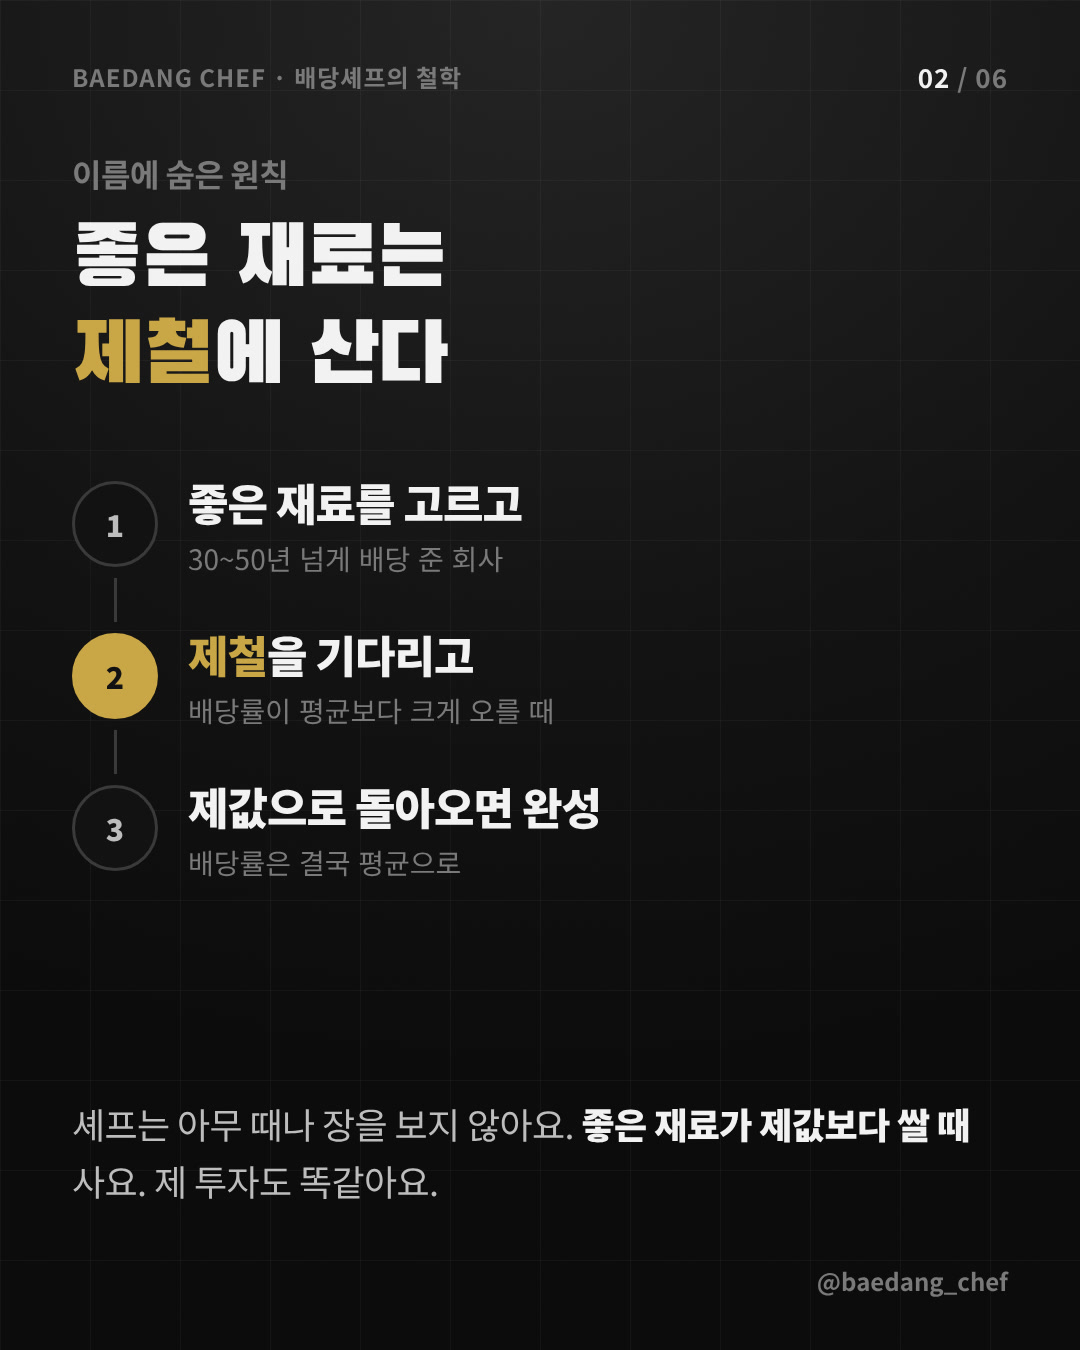 BAEDANG CHEF · 배당셰프의 철학
02 / 06
이름에 숨은 원칙
좋은 재료는
제철에 산다
1
좋은 재료를 고르고
30~50년 넘게 배당 준 회사
2
제철을 기다리고
배당률이 평균보다 크게 오를 때
3
제값으로 돌아오면 완성
배당률은 결국 평균으로
셰프는 아무 때나 장을 보지 않아요. 좋은 재료가 제값보다 쌀 때
사요. 제 투자도 똑같아요.
@baedang_chef